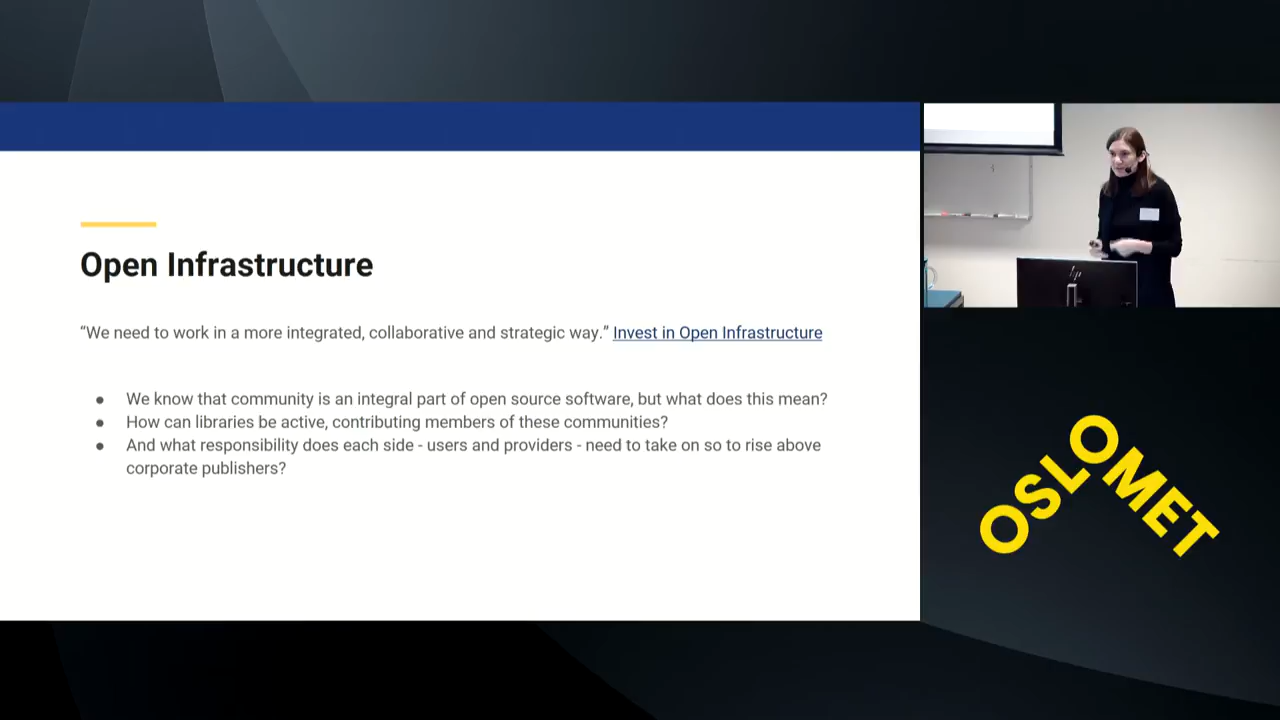 Open Infrastructure
“We need to work in a more integrated, collaborative and strategic way.” Invest in Open Infrastructure
● We know that community is an integral part of open source software, but what does this mean?
● How can libraries be active, contributing members of these communities?
● And what responsibility does each side - users and providers - need to take on so to rise above
corporate publishers?
hp
OSLOMET